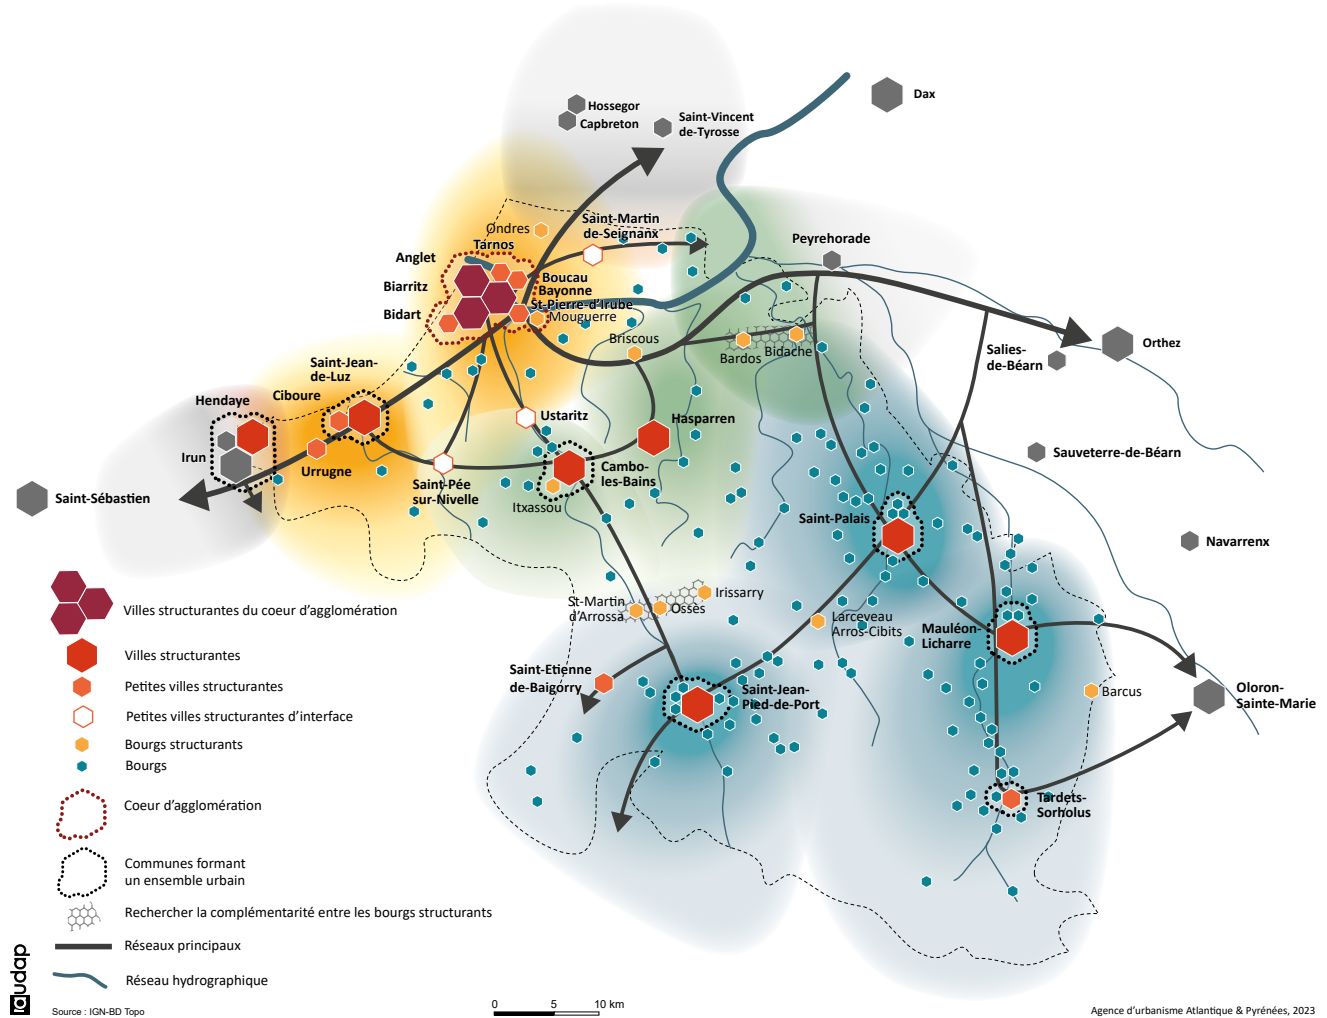 Dax
Hossegor
Capbreton
Saint-Vincent
de-Tyrosse
Saint-Martin
de-Seignanx
Ondres
Tarnos
Peyrehorade
Anglet
Biarritz
Bidart
Boucau
Bayonne
St-Pierre-d'Irube
Mouguerre
Briscous
Bardos
Bidache
Orthez
Salies-
de-Béarn
Saint-Jean-
de-Luz
Ciboure
Hendaye
Irun
Urrugne
Saint-Sébastien
Ustaritz
Hasparren
Saint-Pée
sur-Nivelle
Cambo-
les-Bains
Itxassou
Sauveterre-de-Béarn
Saint-Palais
Navarrenx
St-Martin
d'Arrossa
Ossès
Irissarry
Larceveau
Arros-Cibits
Mauléon-
Licharre
Saint-Etienne
de-Baigorry
Saint-Jean-
Pied-de-Port
Barcus
Oloron-
Sainte-Marie
Tardets-
Sorholus
Villes structurantes du coeur d'agglomération
Villes structurantes
Petites villes structurantes
Petites villes structurantes d'interface
Bourgs structurants
Bourgs
Coeur d'agglomération
Communes formant
un ensemble urbain
Rechercher la complémentarité entre les bourgs structurants
Réseaux principaux
Réseau hydrographique
audap
Source : IGN-BD Topo
0 5 10 km
Agence d'urbanisme Atlantique & Pyrénées, 2023